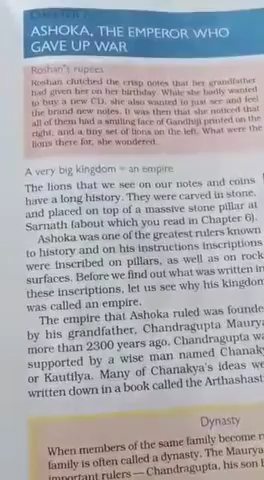 ASHOKA, THE EMPEROR WHO
GAVE UP WAR
Roshan's rupees
Roshan clutched the crisp notes that her grandfather
had given her on her birthday. While she badly wanted
to buy a new CD, she also wanted to just see and feel
the brand new notes. It was then that she noticed that
all of them had a smiling face of Gandhiji printed on the
right, and a tiny set of lions on the left. What were the
lions there for, she wondered.
A very big kingdom = an empire
The lions that we see on our notes and coins
have a long history. They were carved in stone,
and placed on top of a massive stone pillar at
Sarnath (about which you read in Chapter 6).
Ashoka was one of the greatest rulers known
to history and on his instructions inscriptions
were inscribed on pillars, as well as on rock
surfaces. Before we find out what was written in
these inscriptions, let us see why his kingdom
was called an empire.
The empire that Ashoka ruled was founde
by his grandfather, Chandragupta Maurya
more than 2300 years ago. Chandragupta wa
supported by a wise man named Chanak
or Kautilya. Many of Chanakya's ideas we
written down in a book called the Arthashast
Dynasty
When members of the same family become r
family is often called a dynasty. The Maurya
important rulers — Chandragupta, his son